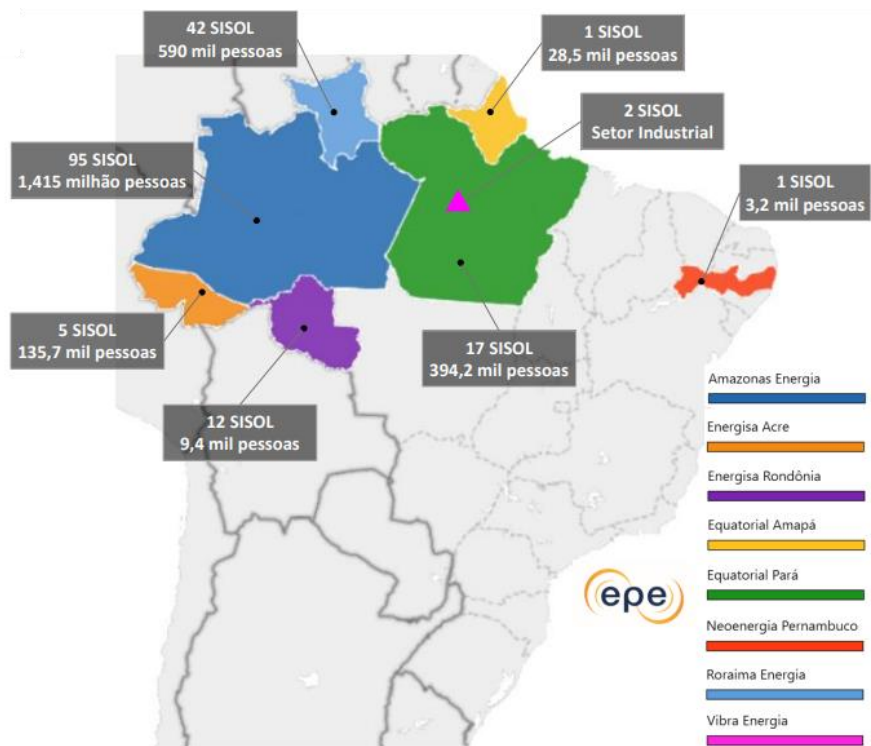 42 SISOL
590 mil pessoas
1 SISOL
28,5 mil pessoas
2 SISOL
Setor Industrial
95 SISOL
1,415 milhão pessoas
1 SISOL
3,2 mil pessoas
5 SISOL
135,7 mil pessoas
17 SISOL
394,2 mil pessoas
12 SISOL
9,4 mil pessoas
Amazonas Energia
Energisa Acre
Energisa Rondônia
Equatorial Amapá
Equatorial Pará
Neoenergia Pernambuco
Roraima Energia
Vibra Energia
epe